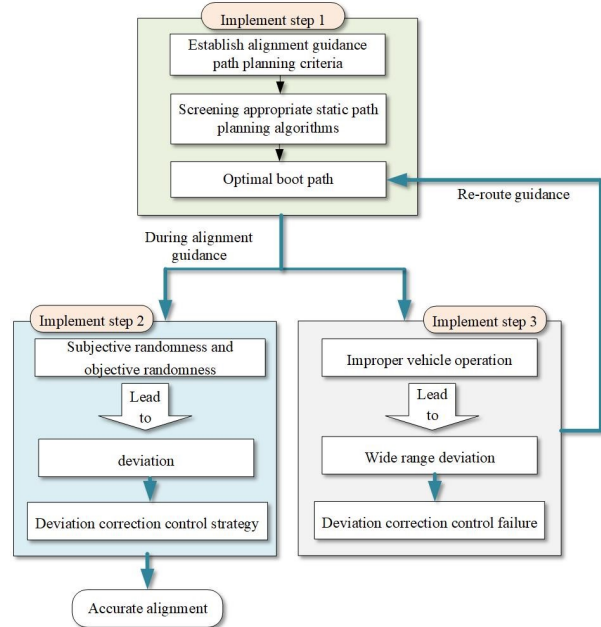 Implement step 1
Establish alignment guidance
path planning criteria
Screening appropriate static path
planning algorithms
Optimal boot path
Re-route guidance
During alignment
guidance
Implement step 2
Subjective randomness and
objective randomness
Lead
to
deviation
Deviation correction control strategy
Accurate alignment
Implement step 3
Improper vehicle operation
Lead
to
Wide range deviation
Deviation correction control failure